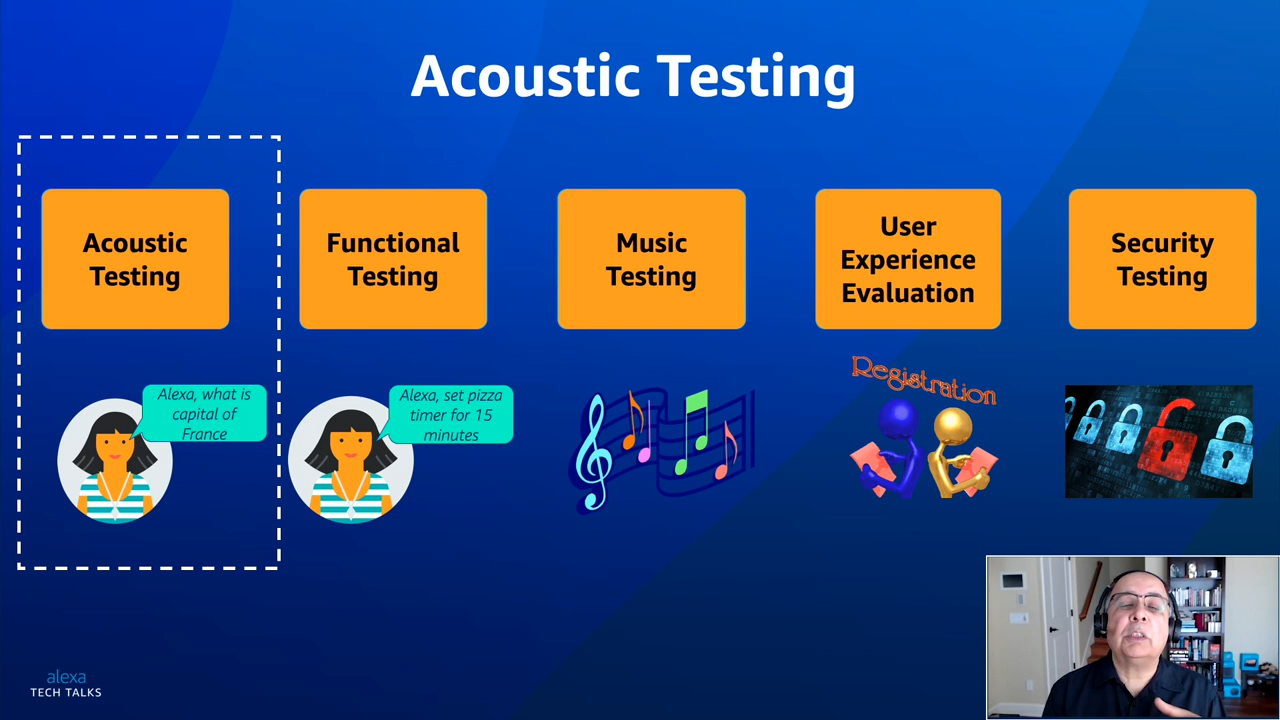 Acoustic Testing
Acoustic
Testing
Functional
Testing
Music
Testing
User
Experience
Evaluation
Security
Testing
Alexa, what is
capital of
France
Alexa, set pizza
timer for 15
minutes
Registration
alexa
TECH TALKS